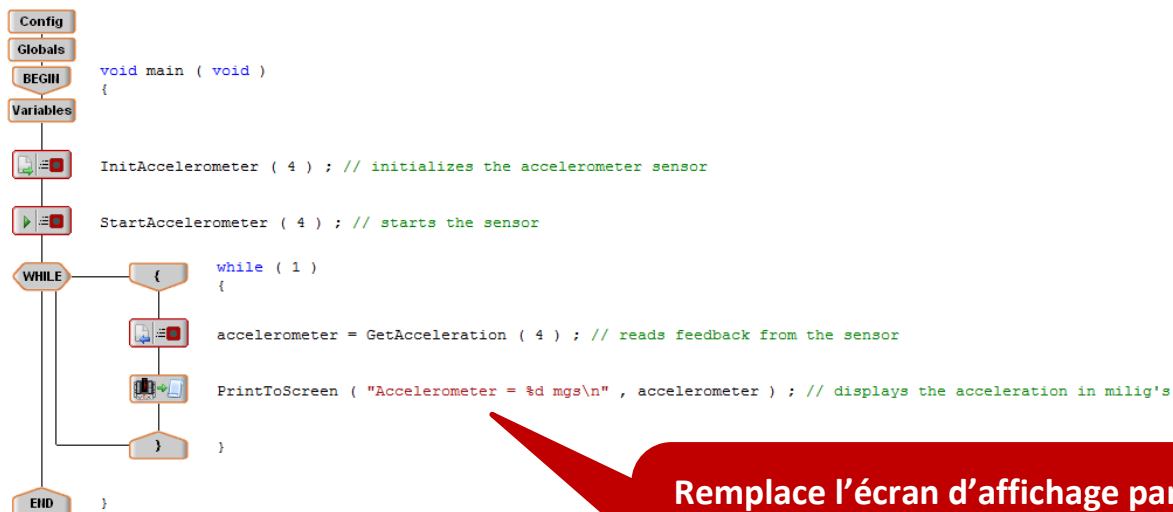 Config
Globals
BEGIN
void main ( void )
{
Variables
InitAccelerometer ( 4 ) ; // initializes the accelerometer sensor
StartAccelerometer ( 4 ) ; // starts the sensor
WHILE
{
while ( 1 )
{
accelerometer = GetAcceleration ( 4 ) ; // reads feedback from the sensor
PrintToScreen ( "Accelerometer = %d mgs\n" , accelerometer ) ; // displays the acceleration in milig's
}
}
Remplace l'écran d'affichage par
END
}